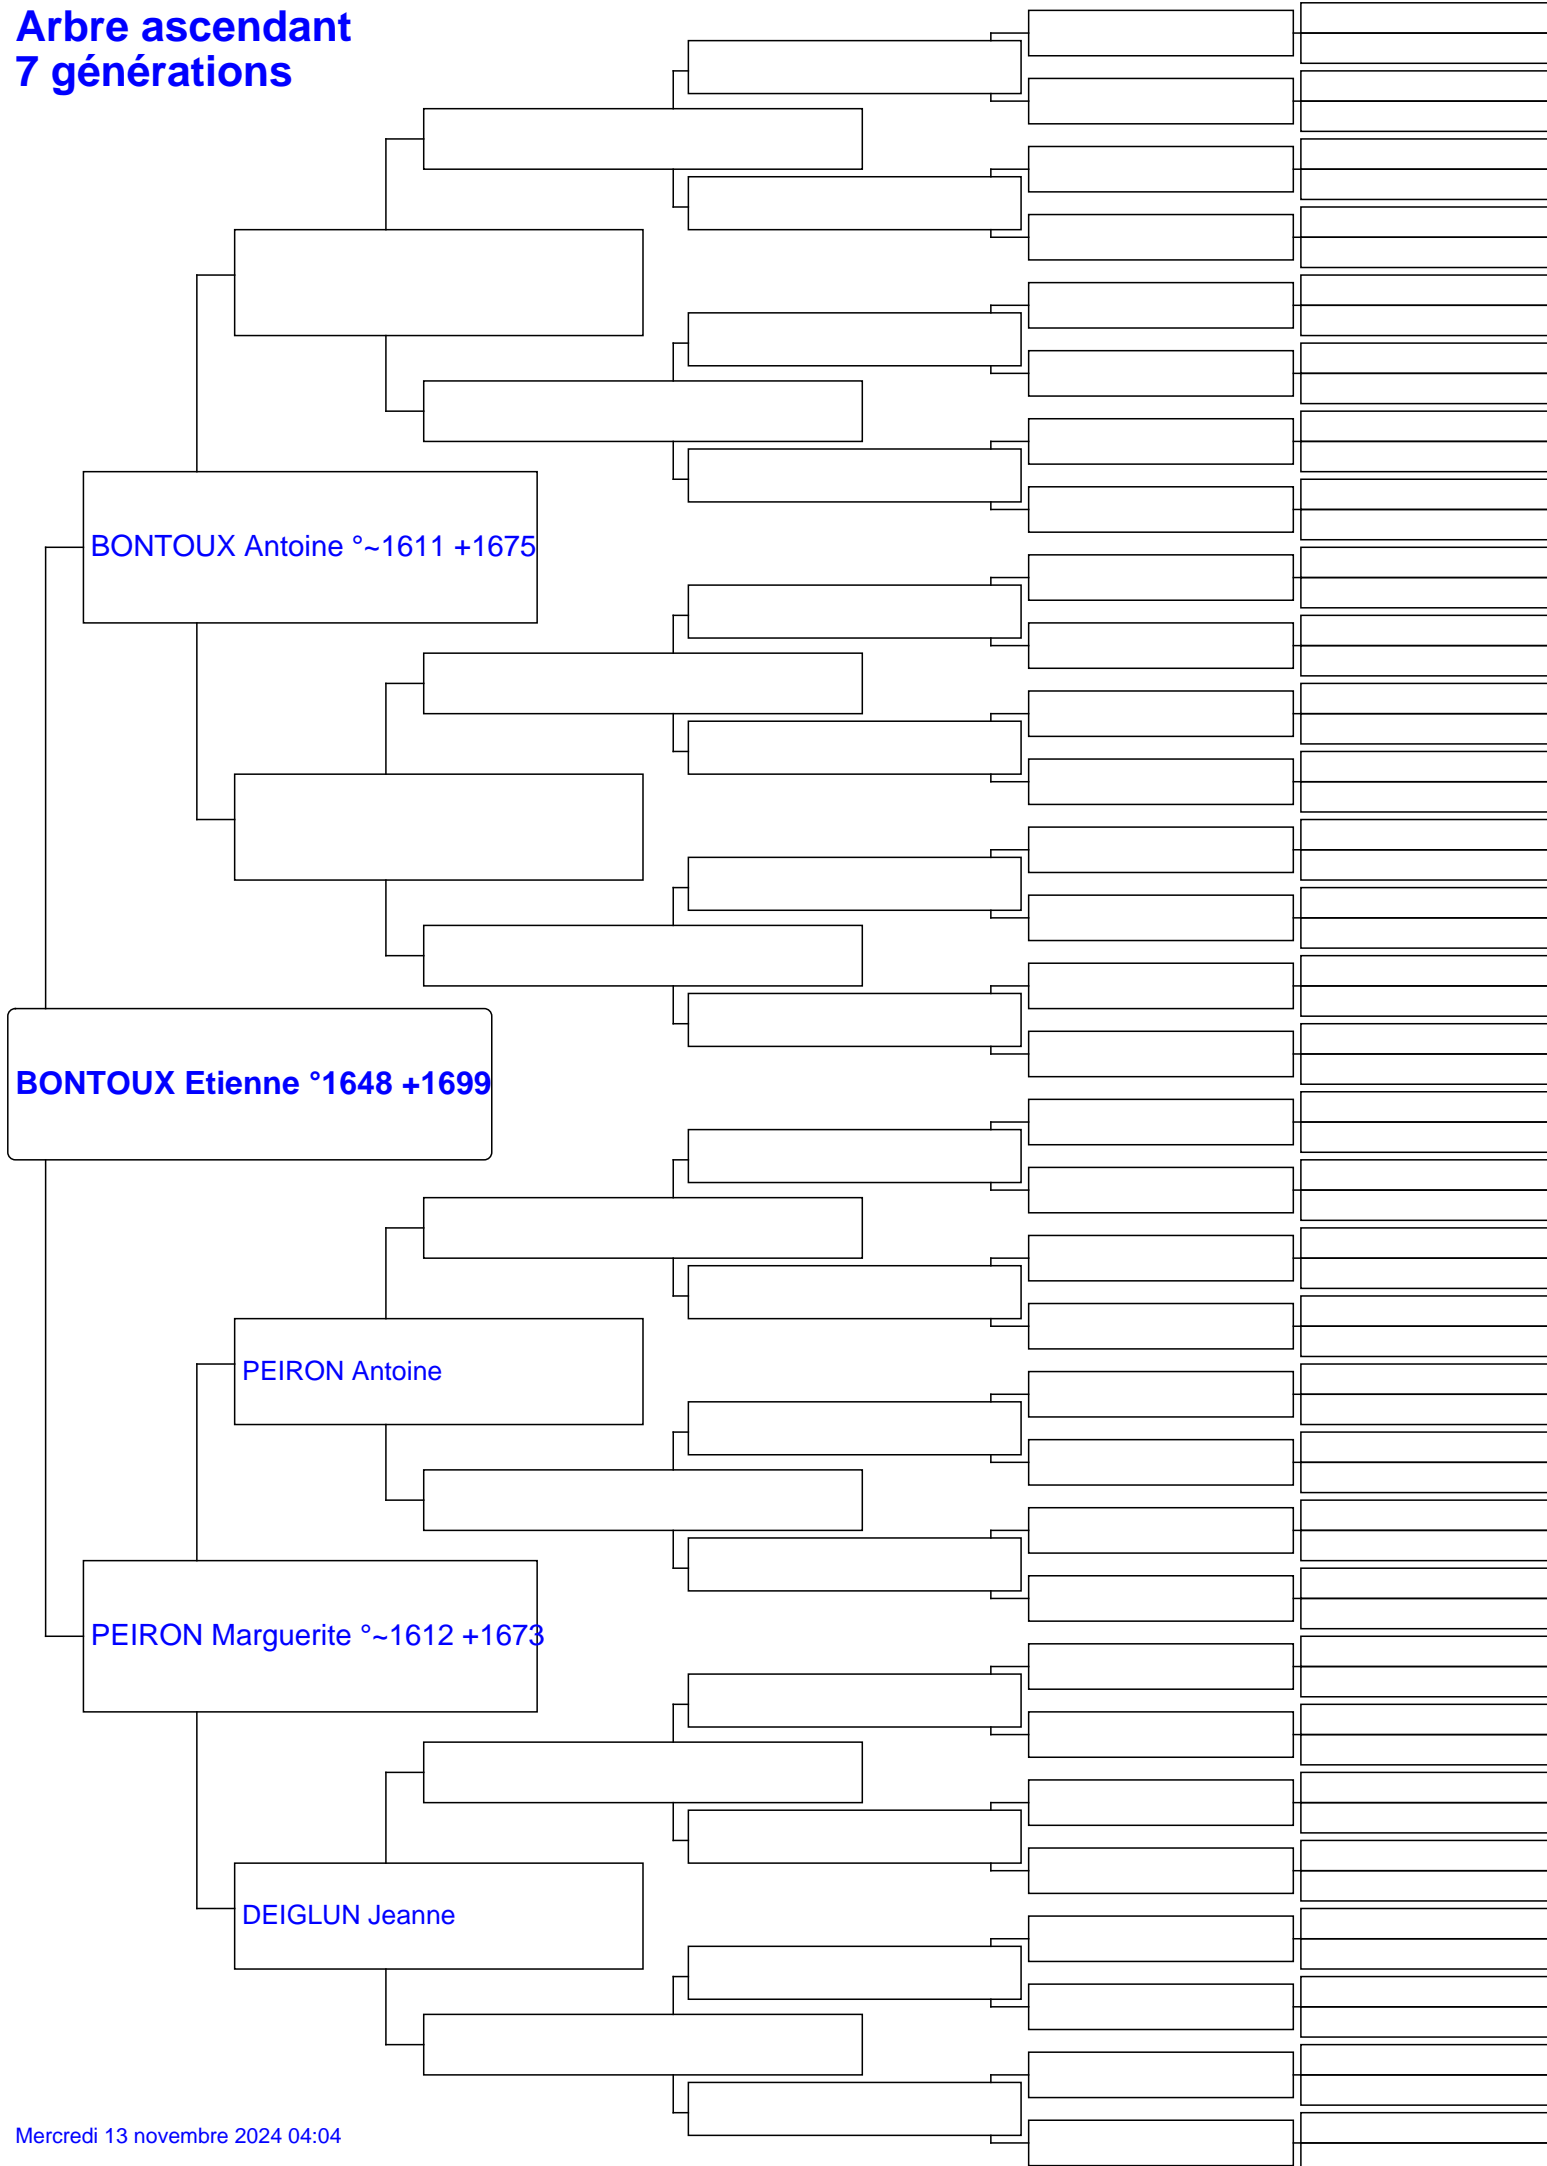 Arbre ascendant
7 générations
BONTOUX Antoine °~1611 +1675
BONTOUX Etienne °1648 +1699
PEIRON Antoine
PEIRON Marguerite °~1612 +1673
DEIGLUN Jeanne
Mercredi 13 novembre 2024 04:04